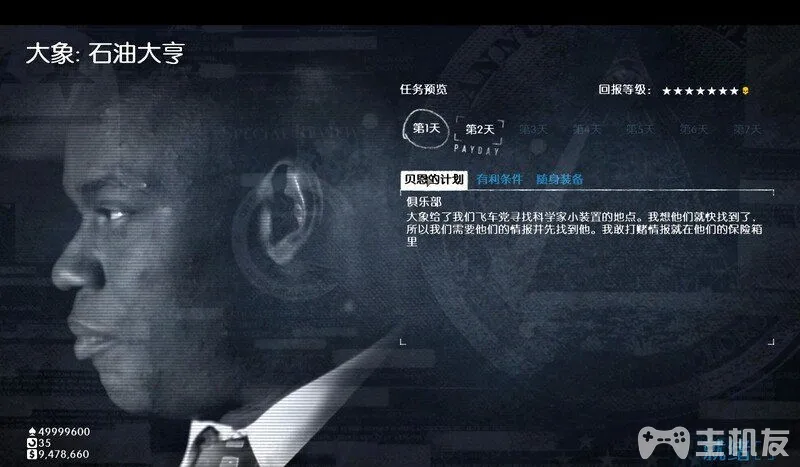 大象: 石油大亨
任务预览 回报等级:
第1天 第2天 第3天 第4天 第5天 第6天 第7天
PAYDAY
贝恩的计划 有利条件 随身装备
俱乐部
大象给了我们飞车党寻找科学家小装置的地点。我想他们就快找到了，
所以我们需要他们的情报并先找到他。我敢打赌情报就在他们的保险箱
里
49999600
35
9,478,660
主机友